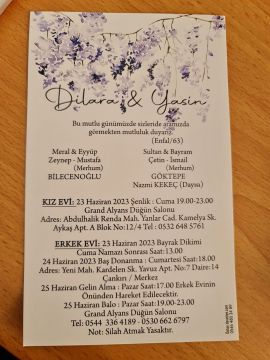 Dilara & Yasin
Bu mutlu günümüzde sizleride aramızda
görmekten mutluluk duyarız.
(Enfal/63)
Meral & Eyyüp
Zeynep - Mustafa
(Merhum)
BİLECENOĞLU
Sultan & Bayram
Çetin - İsmail
(Merhum)
GÖKTEPE
Nazmi KEKEÇ (Dayısı)
KIZ EVİ: 23 Haziran 2023 Şenlik : Cuma 19.00-23.00
Grand Alyans Düğün Salonu
Adres: Abdulhalik Renda Mah. Yanlar Cad. Kamelya Sk.
Aykaş Apt. A Blok No:12/4 Tel : 0532 648 5761
ERKEK EVİ: 23 Haziran 2023 Bayrak Dikimi
Cuma Namazı Sonrası Saat:13.00
24 Haziran 2023 Baş Donanma : Cumartesi Saat:18.00
Adres: Yeni Mah. Kardelen Sk. Yavuz Apt. No:7 Daire:14
Çankırı / Merkez
25 Haziran Gelin Alma : Pazar Saat:17.00 Erkek Evinin
Önünden Hareket Edilecektir.
25 Haziran Balo : Pazar Saat:19.00-23.00
Grand Alyans Düğün Salonu
Tel: 0544 336 4189 - 0530 662 6797
Not: Silah Atmak Yasaktır.